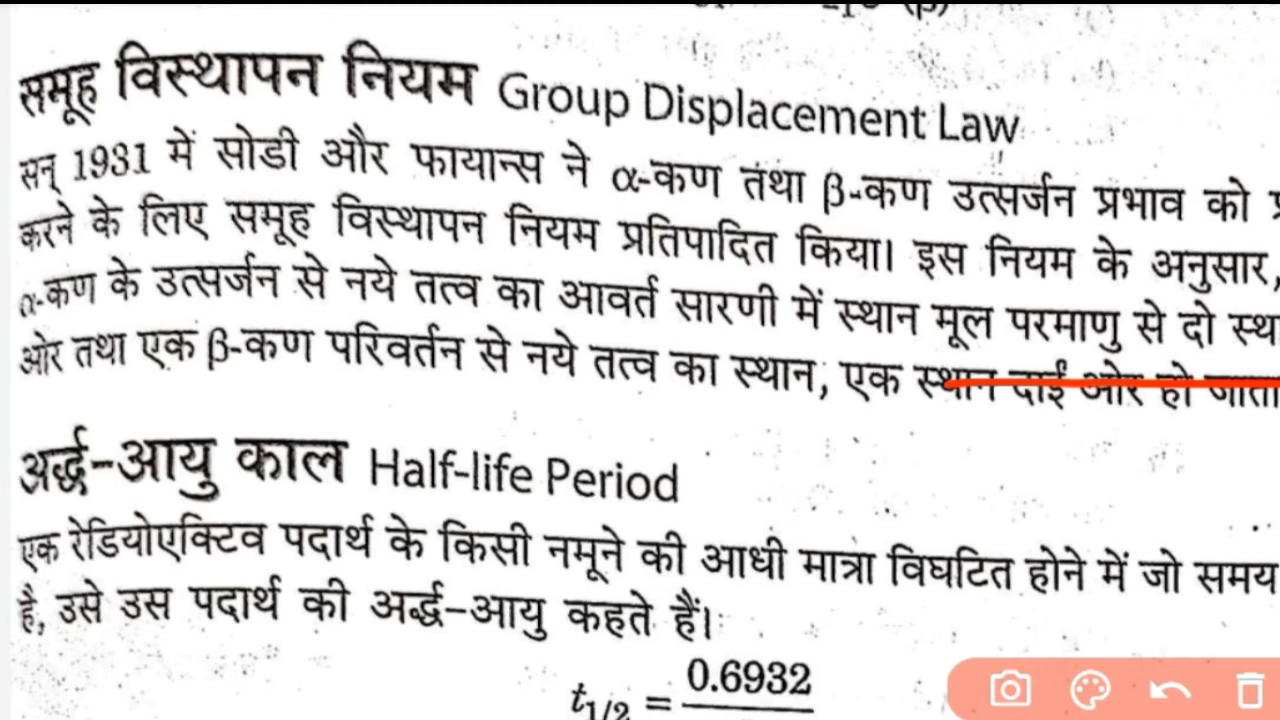 समूह विस्थापन नियम Group Displacement Law
सन् 1931 में सोडी और फायान्स ने α-कण तथा β-कण उत्सर्जन प्रभाव को
करने के लिए समूह विस्थापन नियम प्रतिपादित किया। इस नियम के अनुसार,
α-कण के उत्सर्जन से नये तत्व का आवर्त सारणी में स्थान मूल परमाणु से दो
ओर तथा एक β-कण परिवर्तन से नये तत्व का स्थान, एक स्थान दाईं ओर हो जाता
अर्द्ध-आयु काल Half-life Period
एक रेडियोएक्टिव पदार्थ के किसी नमूने की आधी मात्रा विघटित होने में जो समय
है, उसे उस पदार्थ की अर्द्ध-आयु कहते हैं।
t1/2 = 0.6932